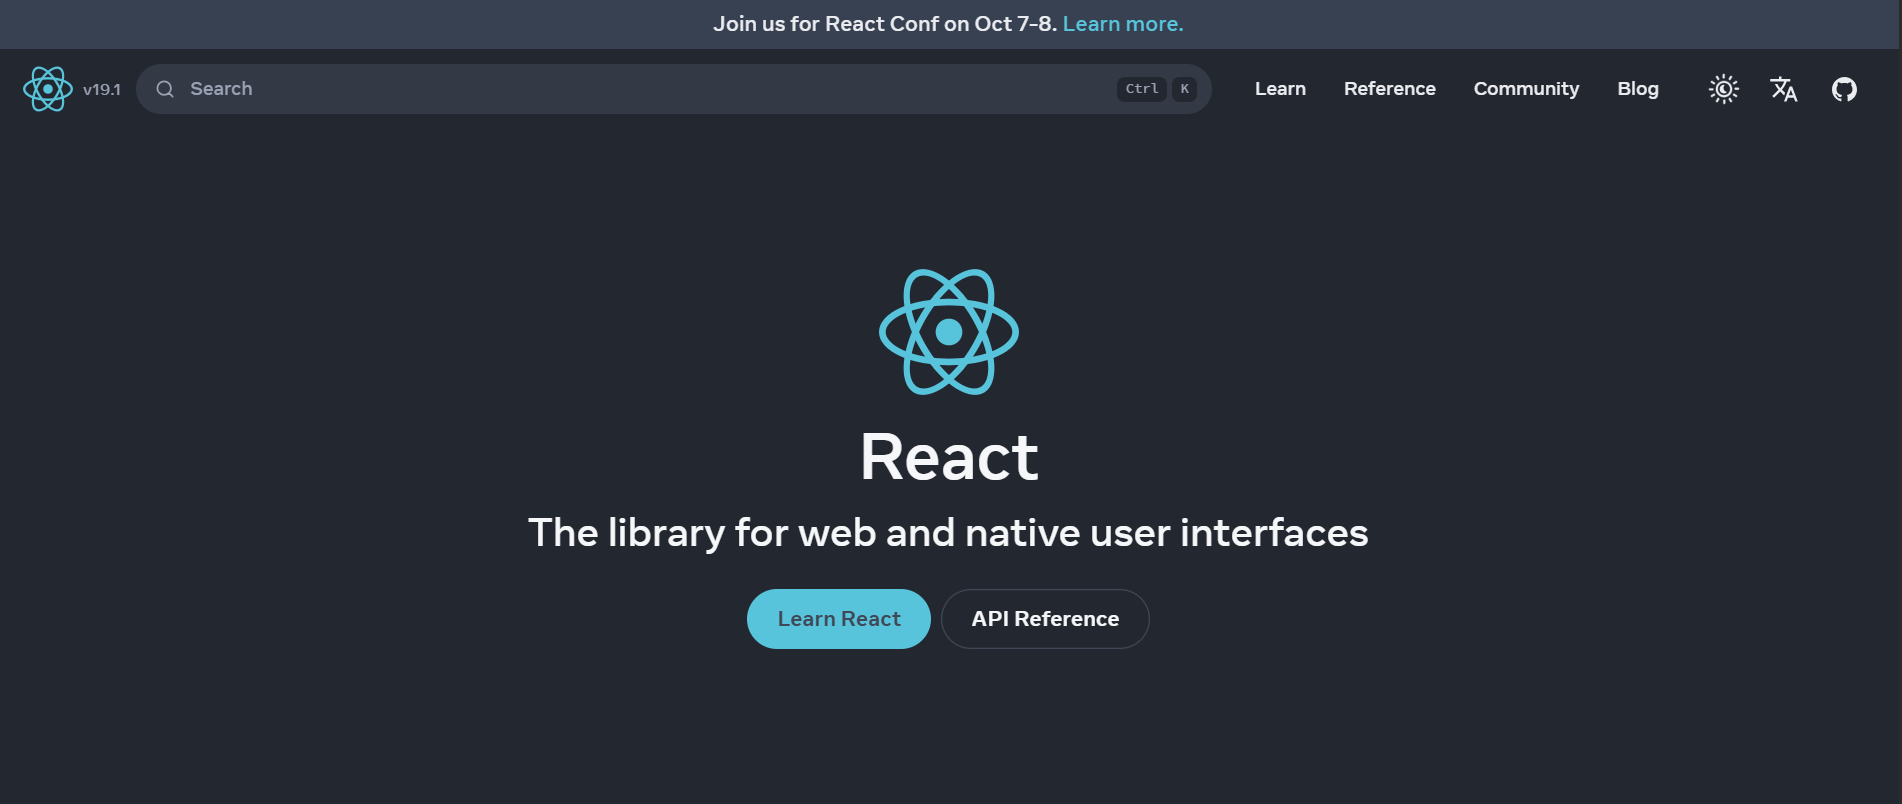 Join us for React Conf on Oct 7-8. Learn more.
v19.1 Search Ctrl K Learn Reference Community Blog
React
The library for web and native user interfaces
Learn React API Reference